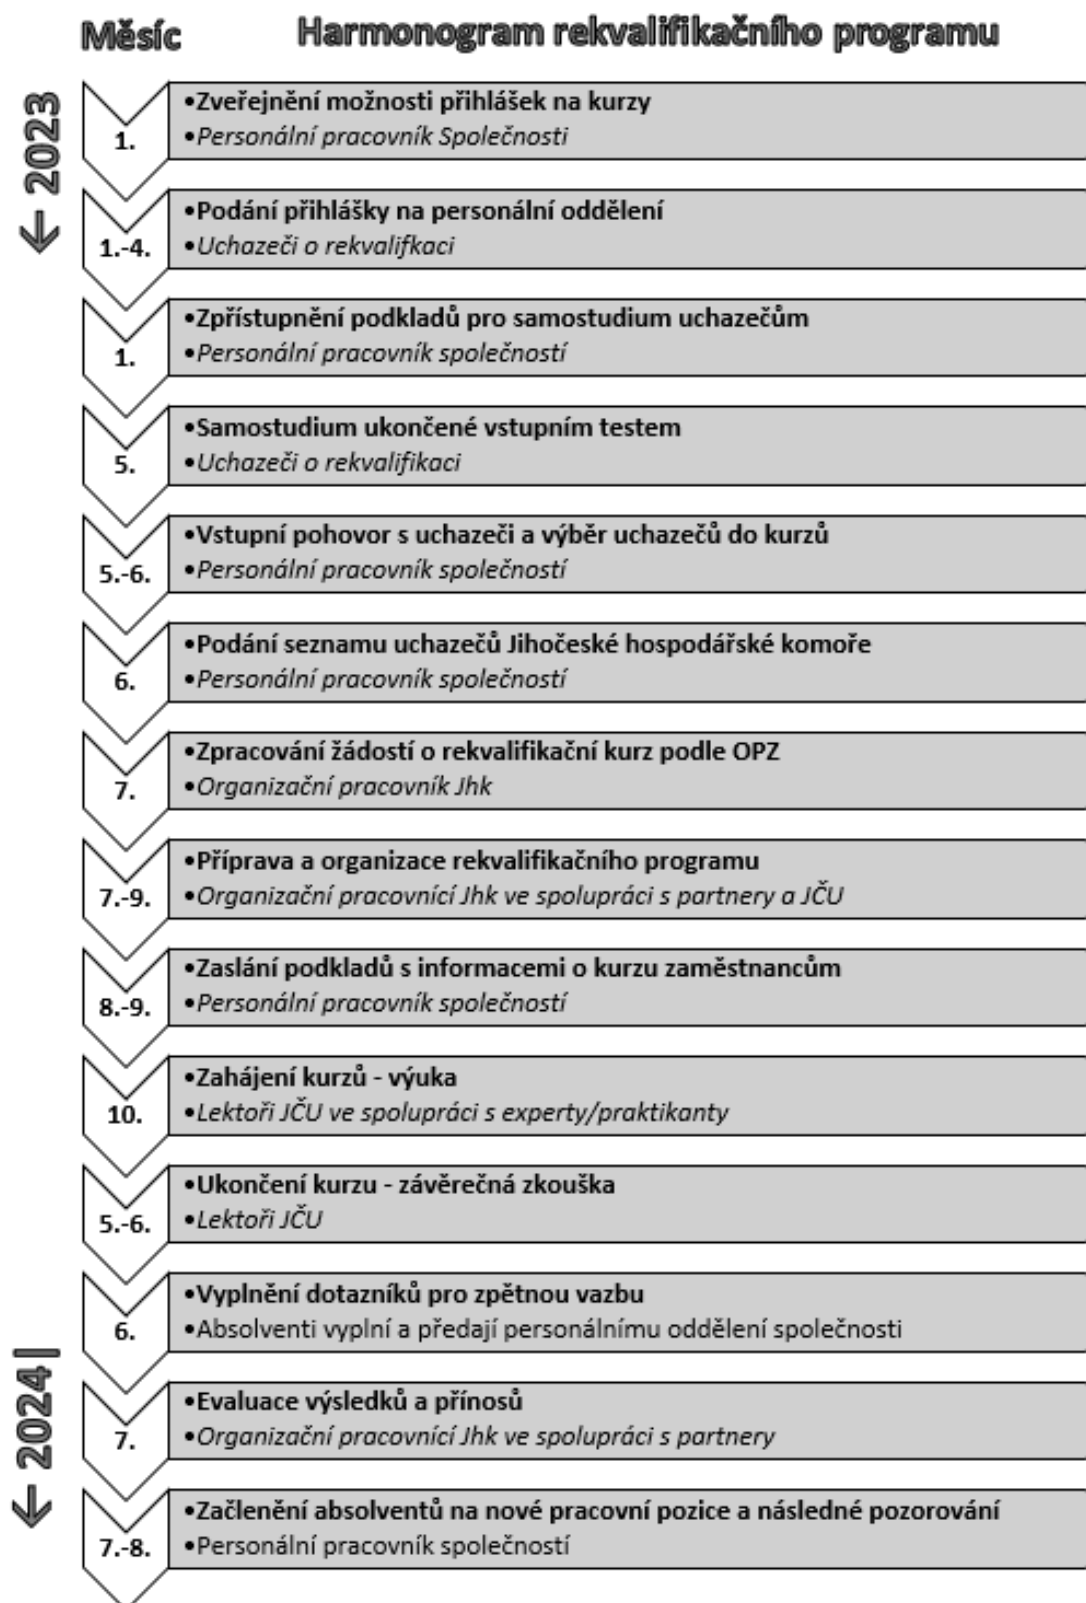 Měsíc
Harmonogram rekvalifikačního programu
← 2023
1.
•Zveřejnění možnosti přihlášek na kurzy
•Personální pracovník Společnosti
1.-4.
•Podání přihlášky na personální oddělení
•Uchazeči o rekvalifkaci
1.
•Zpřístupnění podkladů pro samostudium uchazečům
•Personální pracovník společností
5.
•Samostudium ukončené vstupním testem
•Uchazeči o rekvalifikaci
5.-6.
•Vstupní pohovor s uchazeči a výběr uchazečů do kurzů
•Personální pracovník společností
6.
•Podání seznamu uchazečů Jihočeské hospodářské komoře
•Personální pracovník společností
7.
•Zpracování žádostí o rekvalifikační kurz podle OPZ
•Organizační pracovník Jhk
7.-9.
•Příprava a organizace rekvalifikačního programu
•Organizační pracovnící Jhk ve spolupráci s partnery a JČU
8.-9.
•Zaslání podkladů s informacemi o kurzu zaměstnancům
•Personální pracovník společností
10.
•Zahájení kurzů - výuka
•Lektoři JČU ve spolupráci s experty/praktikanty
5.-6.
•Ukončení kurzu - závěrečná zkouška
•Lektoři JČU
6.
•Vyplnění dotazníků pro zpětnou vazbu
•Absolventi vyplní a předají personálnímu oddělení společnosti
← 2024|
7.
•Evaluace výsledků a přínosů
•Organizační pracovnící Jhk ve spolupráci s partnery
7.-8.
•Začlenění absolventů na nové pracovní pozice a následné pozorování
•Personální pracovník společností